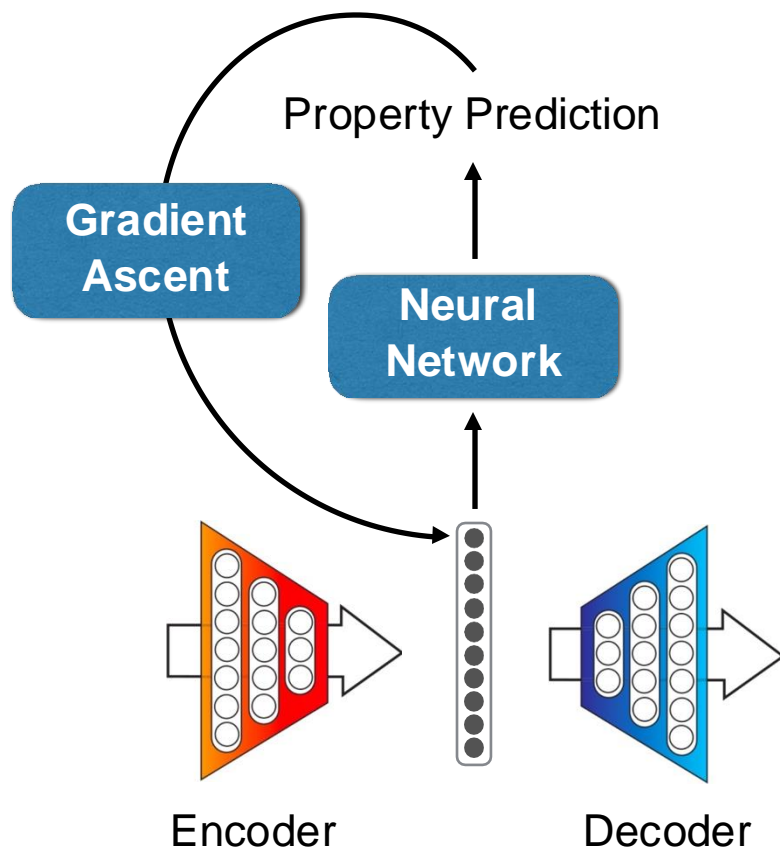 Property Prediction
Gradient
Ascent
Neural
Network
Encoder
Decoder